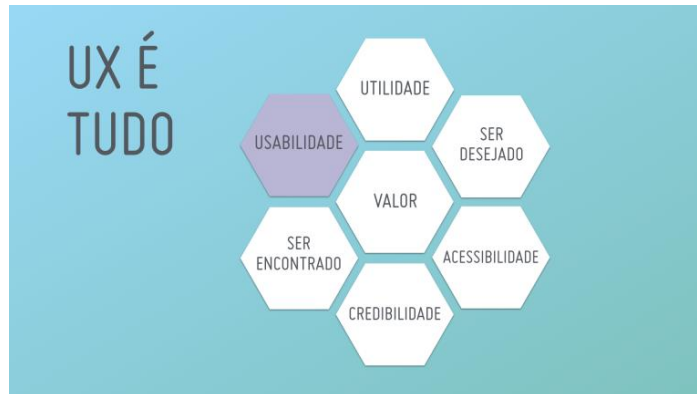 UX É
TUDO
UTILIDADE
USABILIDADE
SER
DESEJADO
VALOR
SER
ENCONTRADO
ACESSIBILIDADE
CREDIBILIDADE